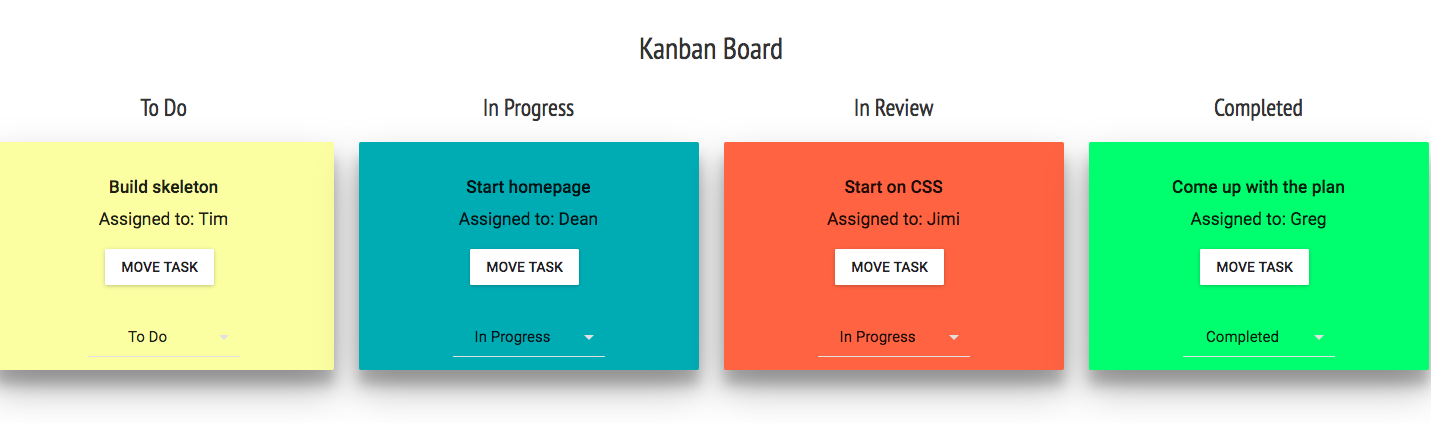 Kanban Board
To Do
In Progress
In Review
Completed
Build skeleton
Assigned to: Tim
MOVE TASK
To Do
Start homepage
Assigned to: Dean
MOVE TASK
In Progress
Start on CSS
Assigned to: Jimi
MOVE TASK
In Progress
Come up with the plan
Assigned to: Greg
MOVE TASK
Completed